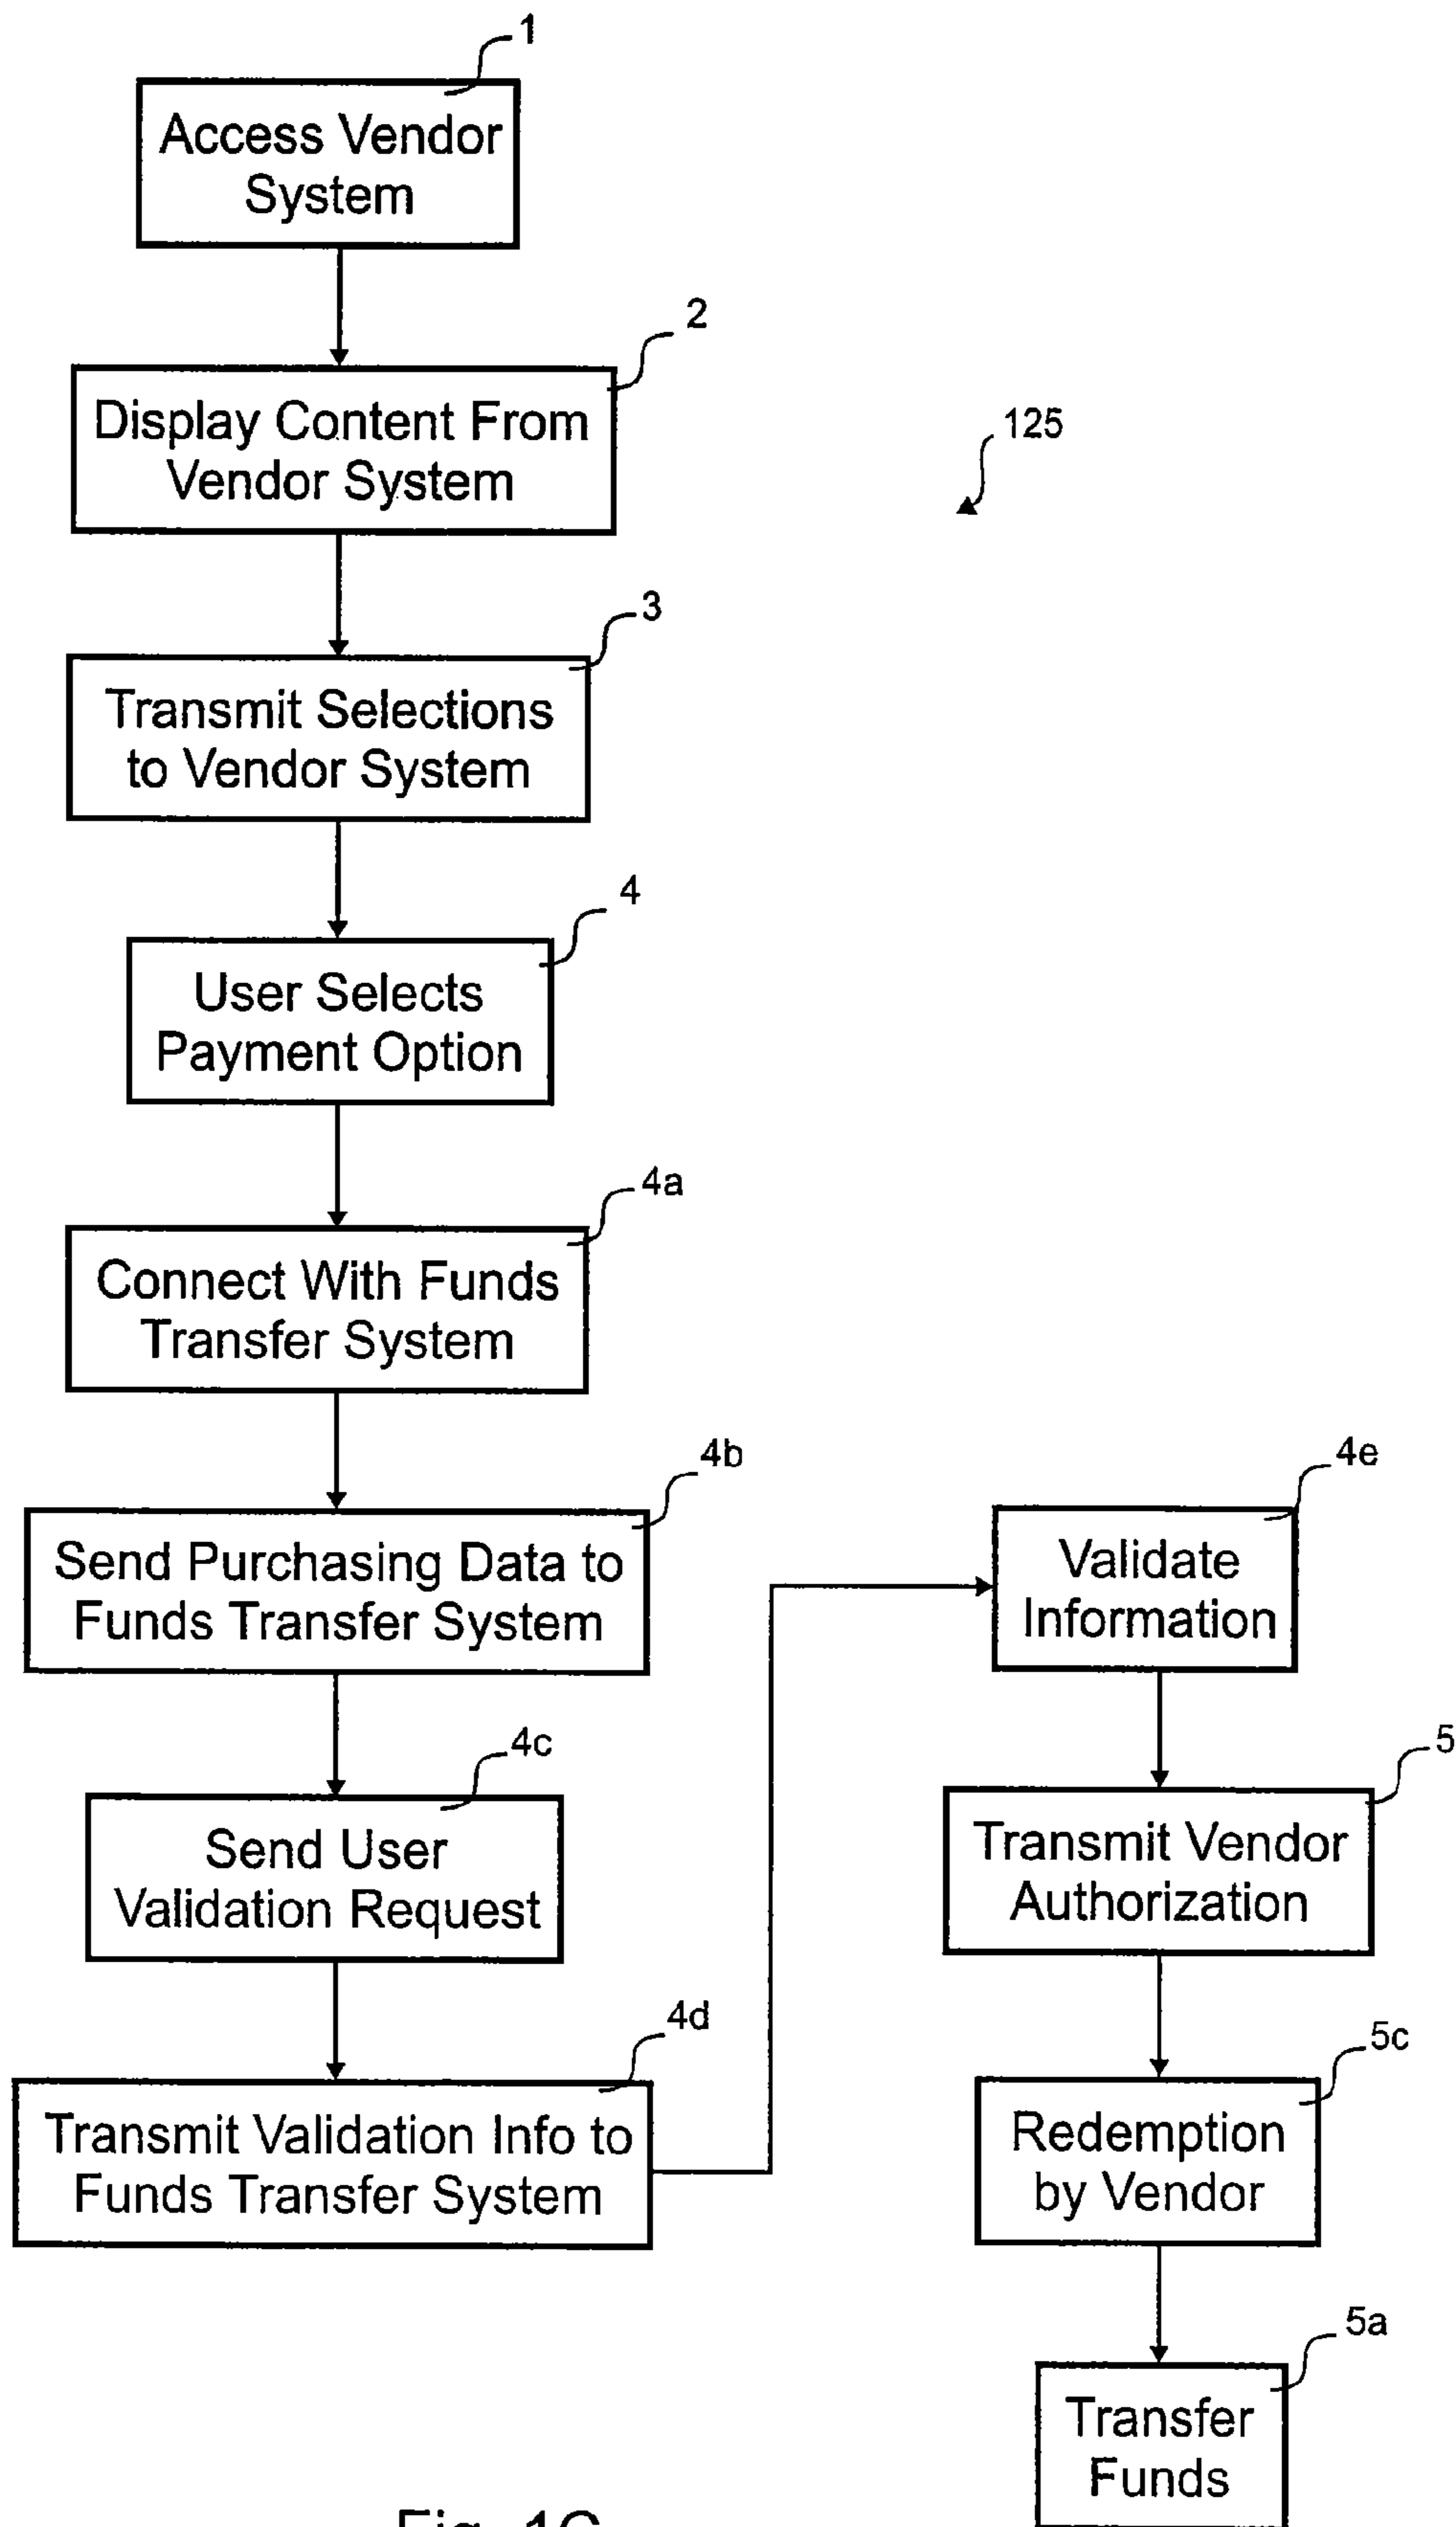 1
Access Vendor
System
2
Display Content From
Vendor System
125
3
Transmit Selections
to Vendor System
4
User Selects
Payment Option
4a
Connect With Funds
Transfer System
4b
Send Purchasing Data to
Funds Transfer System
4c
Send User
Validation Request
4d
Transmit Validation Info to
Funds Transfer System
4e
Validate
Information
5
Transmit Vendor
Authorization
5c
Redemption
by Vendor
5a
Transfer
Funds